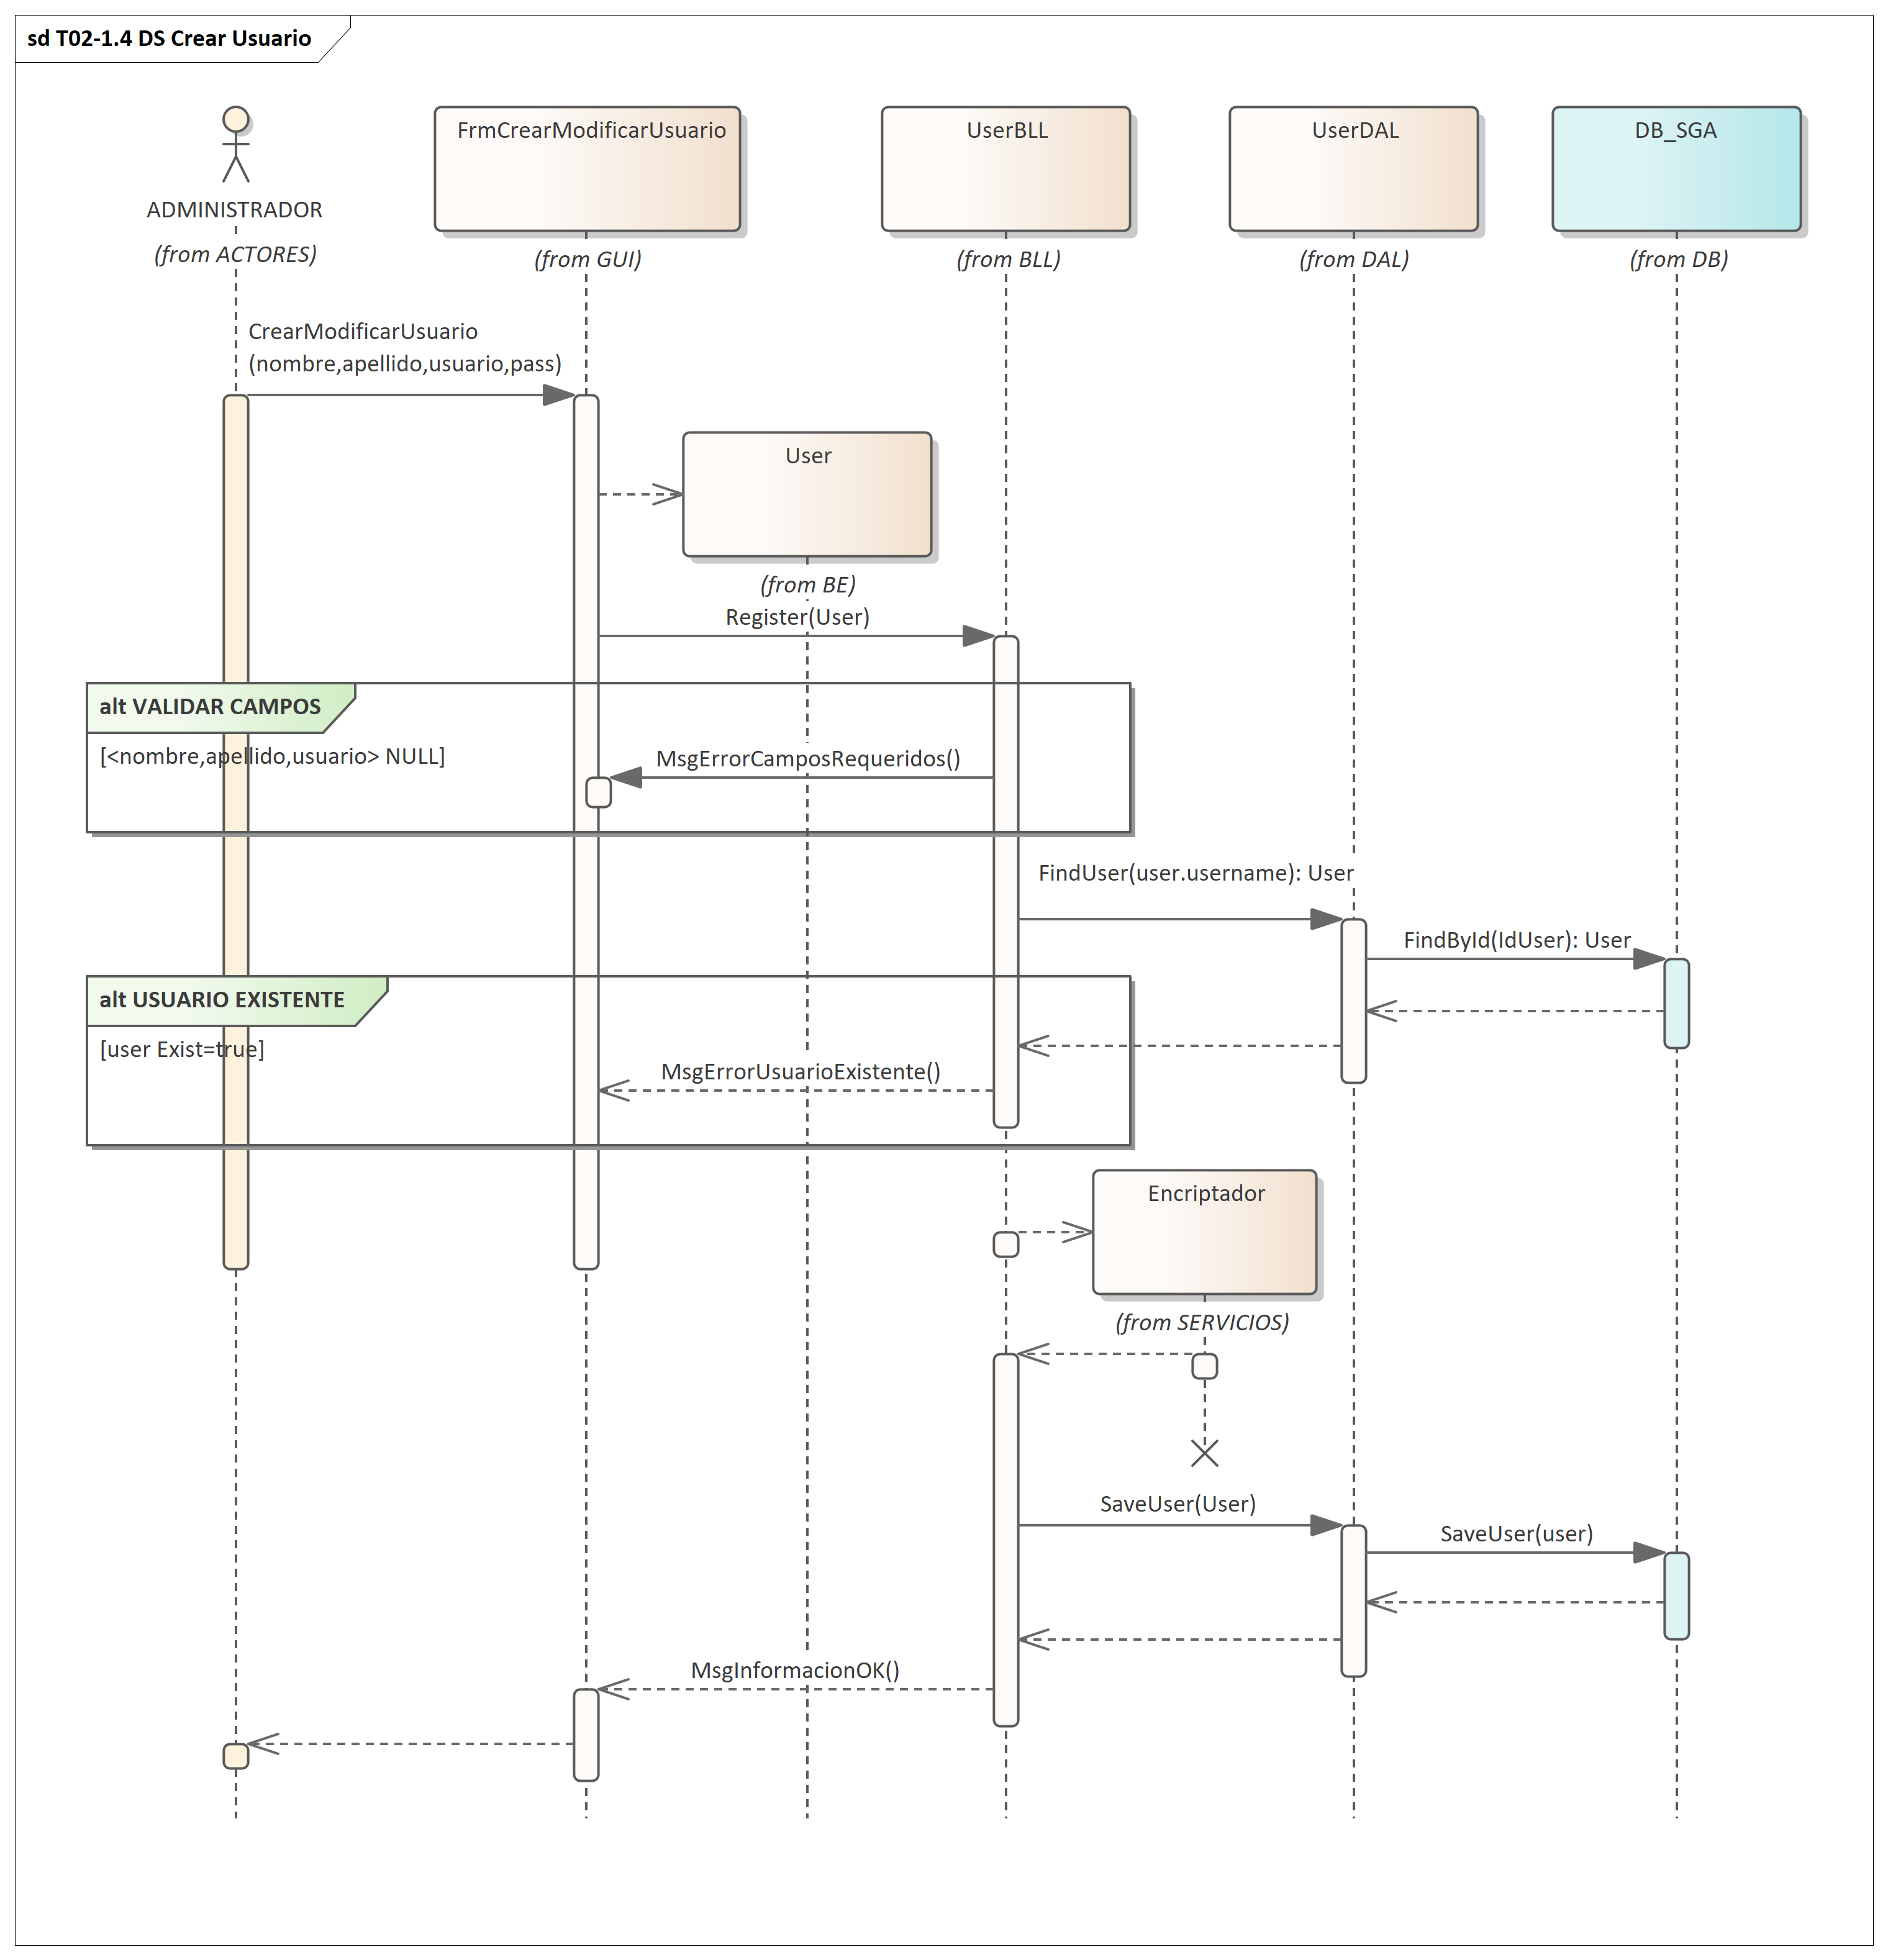 sd T02-1.4 DS Crear Usuario
ADMINISTRADOR
(from ACTORES)
FrmCrearModificarUsuario
(from GUI)
UserBLL
(from BLL)
UserDAL
(from DAL)
DB_SGA
(from DB)
CrearModificarUsuario
(nombre,apellido,usuario,pass)
User
(from BE)
Register(User)
alt VALIDAR CAMPOS
[<nombre,apellido,usuario> NULL]
MsgErrorCamposRequeridos()
FindUser(user.username): User
FindById(IdUser): User
alt USUARIO EXISTENTE
[user Exist=true]
MsgErrorUsuarioExistente()
Encriptador
(from SERVICIOS)
SaveUser(User)
SaveUser(user)
MsgInformacionOK()